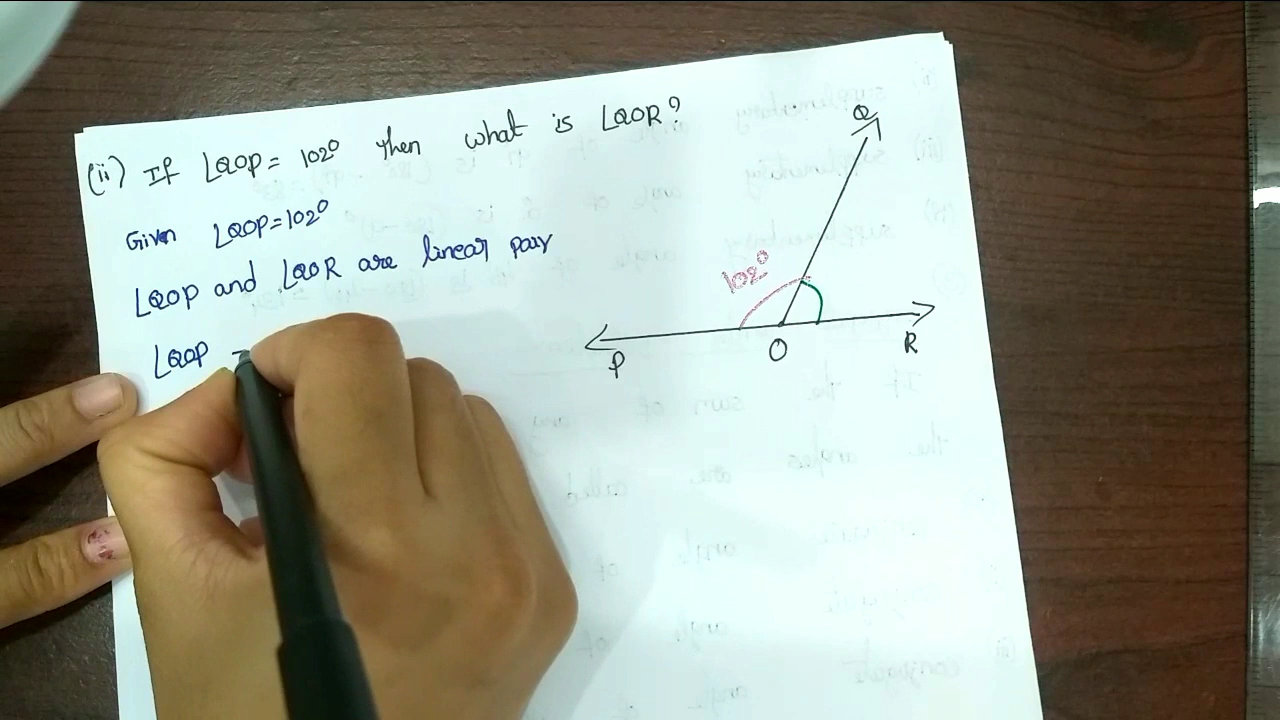 (ii) If ∠QOP = 102° then what is ∠QOR?
Given ∠QOP=102°
∠QOP and ∠QOR are linear pair
∠QOP
Q
102°
P
O
R